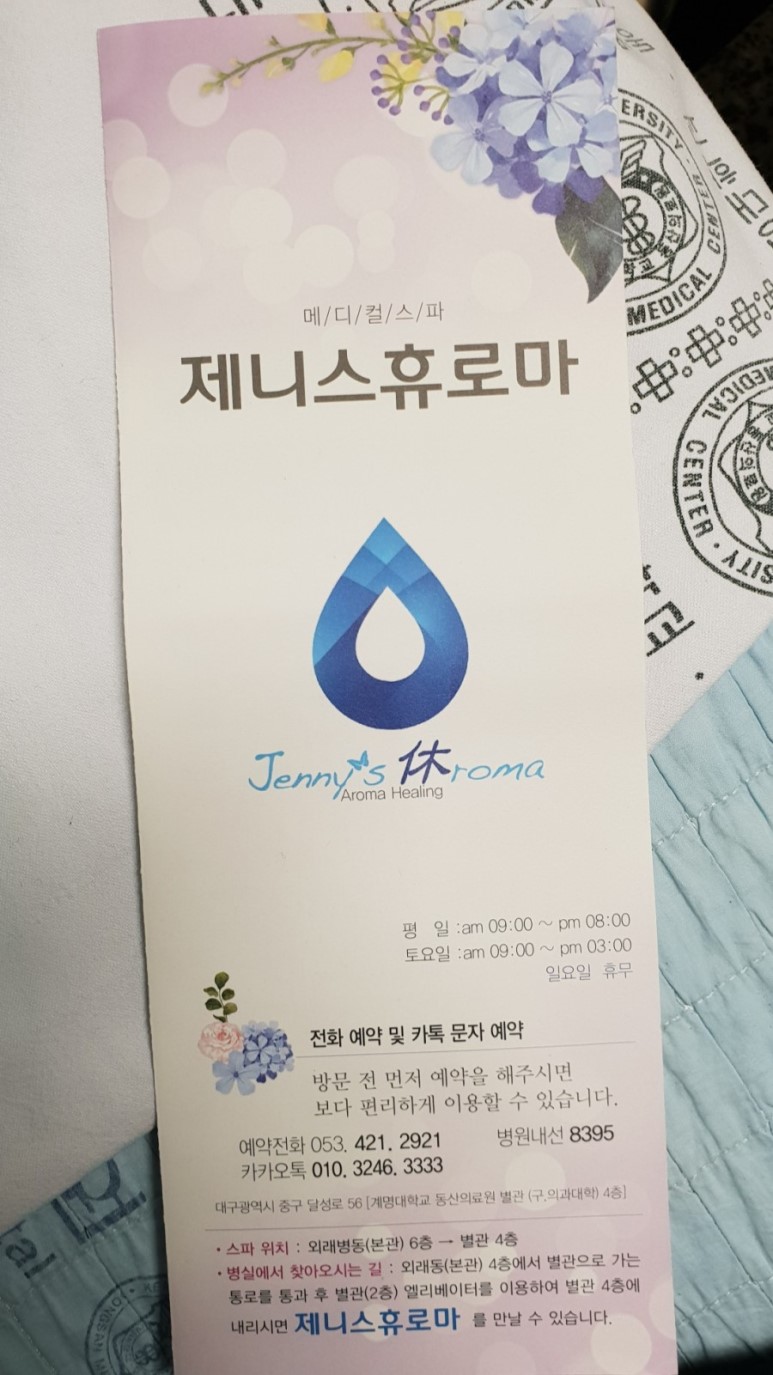 메/디/컬/스/파
제니스휴로마
Jenny's 休roma
Aroma Healing
평 일 :am 09:00 ~ pm 08:00
토요일 :am 09:00 ~ pm 03:00
일요일 휴무
전화 예약 및 카톡 문자 예약
방문 전 먼저 예약을 해주시면
보다 편리하게 이용할 수 있습니다.
예약전화 053. 421. 2921 병원내선 8395
카카오톡 010. 3246. 3333
대구광역시 중구 달성로 56 [계명대학교 동산의료원 별관 (구.의과대학) 4층]
• 스파 위치 : 외래병동(본관) 6층 → 별관 4층
• 병실에서 찾아오시는 길 : 외래동(본관) 4층에서 별관으로 가는
통로를 통과 후 별관(2층) 엘리베이터를 이용하여 별관 4층에
내리시면 제니스휴로마 를 만날 수 있습니다.
ERSITY
MEDICAL CENTER
MEDICAL CENTER